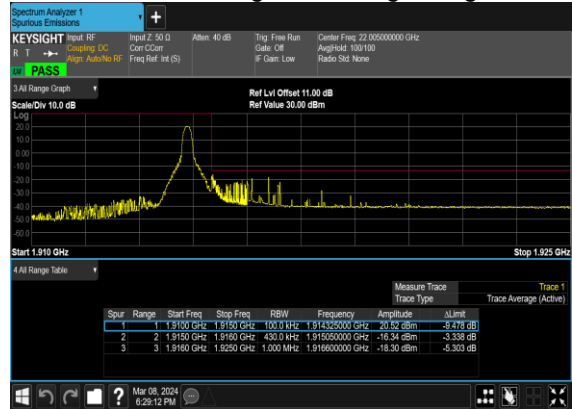 Spectrum Analyzer 1
Spurious Emissions
+
KEYSIGHT Input: RF Input Z: 50 Ω Atten: 40 dB Trig: Free Run Center Freq: 22.005000000 GHz
R T Coupling: DC Corr CCorr Gate: Off Avg|Hold: 100/100
Align: Auto/No RF Freq Ref: Int (S) IF Gain: Low Radio Std: None
PASS
3 All Range Graph
Ref Lvl Offset 11.00 dB
Scale/Div 10.0 dB Ref Value 30.00 dBm
Log
20.0
10.0
0.00
-10.0
-20.0
-30.0
-40.0
-50.0
-60.0
Start 1.910 GHz Stop 1.925 GHz
4 All Range Table
Measure Trace Trace 1
Trace Type Trace Average (Active)
Spur Range Start Freq Stop Freq RBW Frequency Amplitude ΔLimit
1 1 1.9100 GHz 1.9150 GHz 100.0 kHz 1.914325000 GHz 20.52 dBm -9.478 dB
2 2 1.9150 GHz 1.9160 GHz 430.0 kHz 1.915050000 GHz -16.34 dBm -3.338 dB
3 3 1.9160 GHz 1.9250 GHz 1.000 MHz 1.916600000 GHz -18.30 dBm -5.303 dB
? Mar 08, 2024
6:29:12 PM